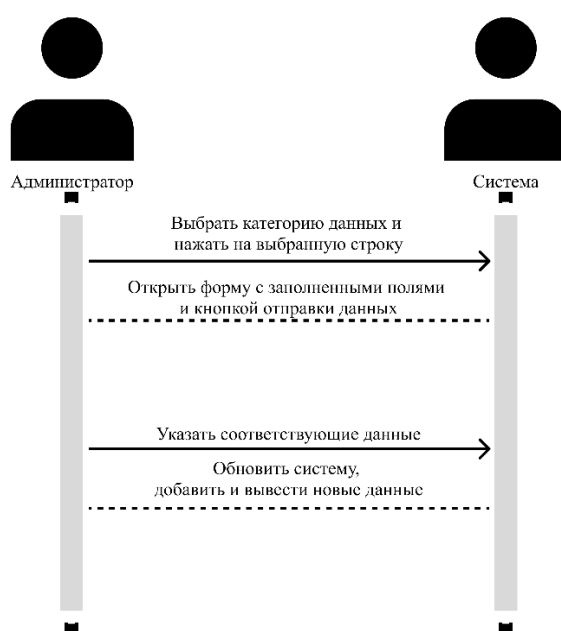 Администратор
Система
Выбрать категорию данных и
нажать на выбранную строку
Открыть форму с заполненными полями
и кнопкой отправки данных
Указать соответствующие данные
Обновить систему,
добавить и вывести новые данные